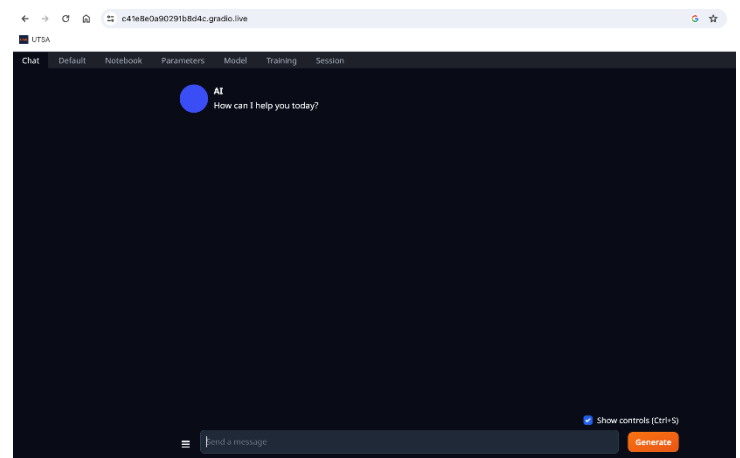 c41e8e0a90291b8d4c.gradio.live
UTSA
Chat Default Notebook Parameters Model Training Session
AI
How can I help you today?
Show controls (Ctrl+S)
Send a message
Generate